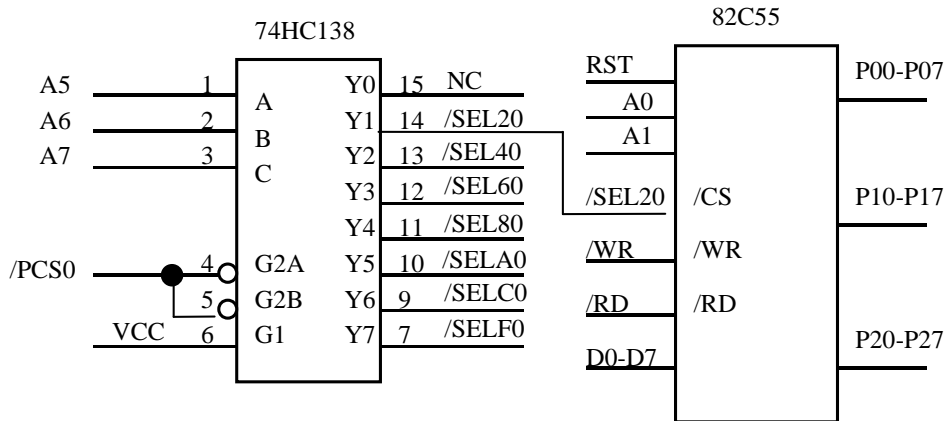 74HC138
A5 1 A Y0 15 NC
A6 2 B Y1 14 /SEL20
A7 3 C Y2 13 /SEL40
Y3 12 /SEL60
Y4 11 /SEL80
/PCS0 4 G2A Y5 10 /SELA0
5 G2B Y6 9 /SELC0
VCC 6 G1 Y7 7 /SELF0
82C55
RST P00-P07
A0
A1
/SEL20 /CS P10-P17
/WR /WR
/RD /RD
D0-D7 P20-P27